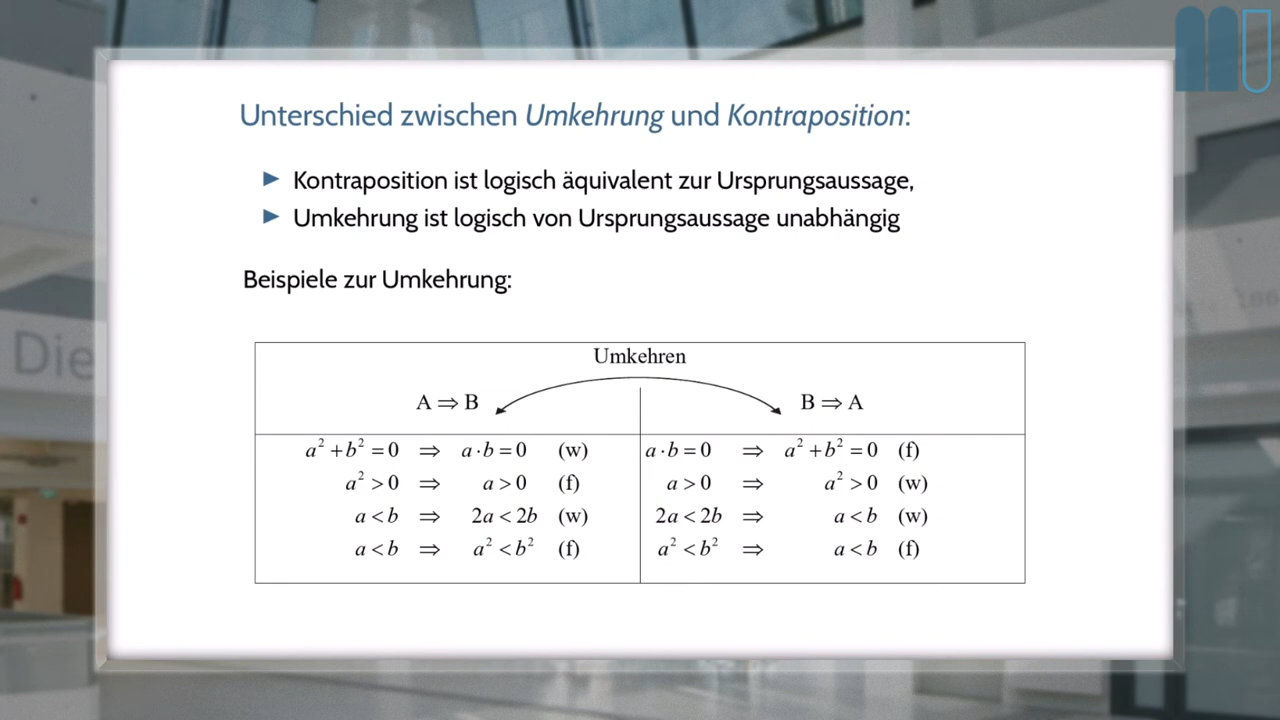 Unterschied zwischen Umkehrung und Kontraposition:
► Kontraposition ist logisch äquivalent zur Ursprungsaussage,
► Umkehrung ist logisch von Ursprungsaussage unabhängig
Beispiele zur Umkehrung:
Umkehren
A ⇒ B B ⇒ A
a² + b² = 0 ⇒ a · b = 0 (w) a · b = 0 ⇒ a² + b² = 0 (f)
a² > 0 ⇒ a > 0 (f) a > 0 ⇒ a² > 0 (w)
a < b ⇒ 2a < 2b (w) 2a < 2b ⇒ a < b (w)
a < b ⇒ a² < b² (f) a² < b² ⇒ a < b (f)
Die